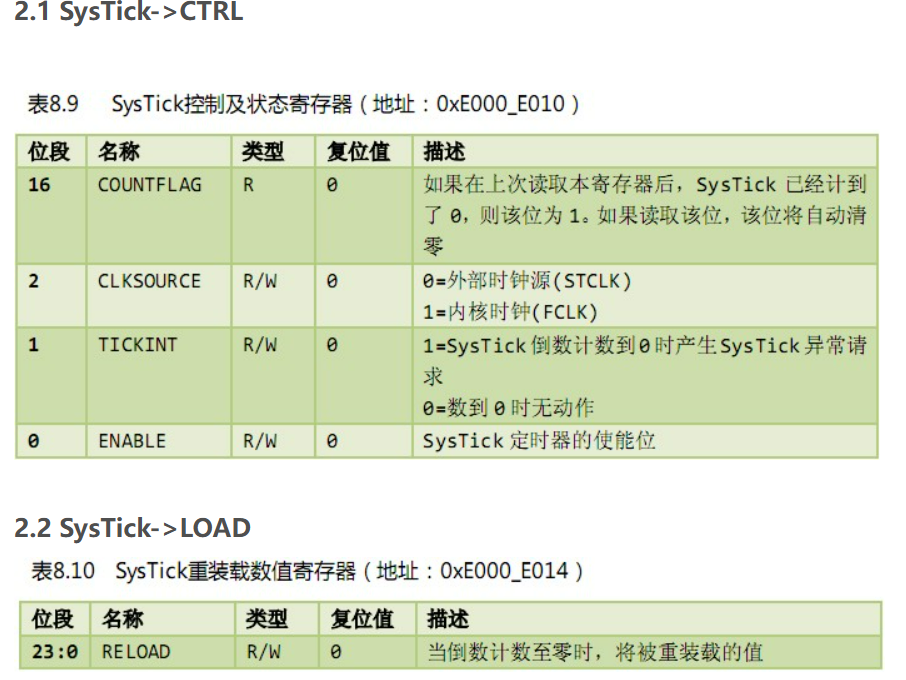 2.1 SysTick->CTRL
表8.9 SysTick控制及状态寄存器（地址：0xE000_E010）
位段 名称 类型 复位值 描述
16 COUNTFLAG R 0 如果在上次读取本寄存器后，SysTick 已经计到
了 0，则该位为 1。如果读取该位，该位将自动清
零
2 CLKSOURCE R/W 0 0=外部时钟源(STCLK)
1=内核时钟(FCLK)
1 TICKINT R/W 0 1=SysTick 倒数计数到 0 时产生 SysTick 异常请
求
0=数到 0 时无动作
0 ENABLE R/W 0 SysTick 定时器的使能位
2.2 SysTick->LOAD
表8.10 SysTick重装载数值寄存器（地址：0xE000_E014）
位段 名称 类型 复位值 描述
23:0 RELOAD R/W 0 当倒数计数至零时，将被重装载的值